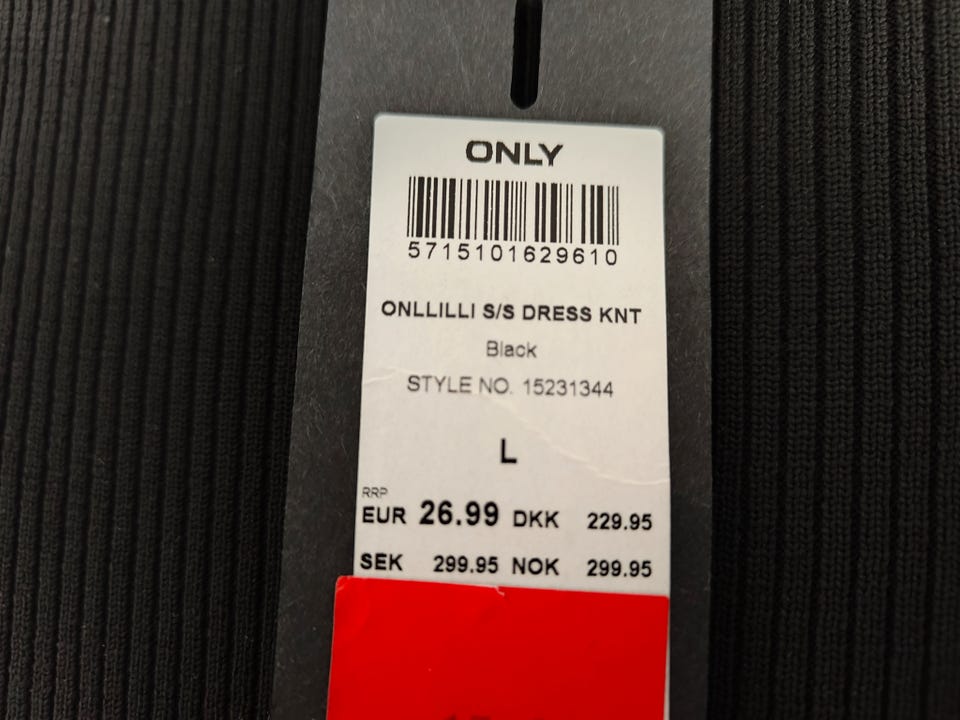 ONLY
5715101629610
ONLLILLI S/S DRESS KNT
Black
STYLE NO. 15231344
L
RRP
EUR 26.99 DKK 229.95
SEK 299.95 NOK 299.95